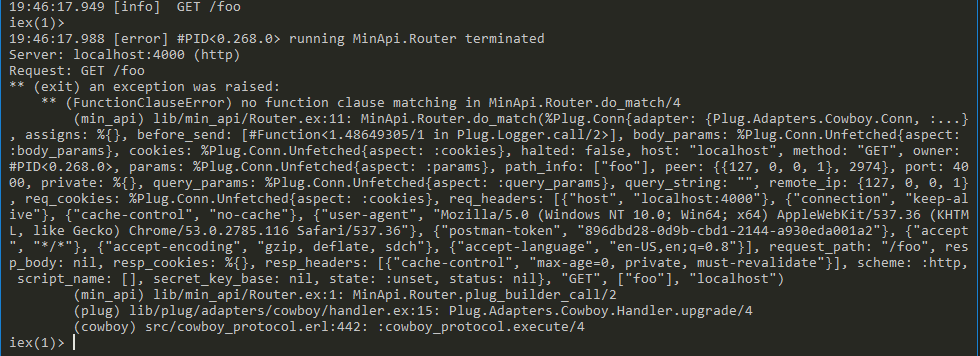 19:46:17.949 [info]  GET /foo
iex(1)>
19:46:17.988 [error] #PID<0.268.0> running MinApi.Router terminated
Server: localhost:4000 (http)
Request: GET /foo
** (exit) an exception was raised:
    ** (FunctionClauseError) no function clause matching in MinApi.Router.do_match/4
        (min_api) lib/min_api/Router.ex:11: MinApi.Router.do_match(%Plug.Conn{adapter: {Plug.Adapters.Cowboy.Conn, :...}
, assigns: %{}, before_send: [#Function<1.48649305/1 in Plug.Logger.call/2>], body_params: %Plug.Conn.Unfetched{aspect:
:body_params}, cookies: %Plug.Conn.Unfetched{aspect: :cookies}, halted: false, host: "localhost", method: "GET", owner:
#PID<0.268.0>, params: %Plug.Conn.Unfetched{aspect: :params}, path_info: ["foo"], peer: {{127, 0, 0, 1}, 2974}, port: 40
00, private: %{}, query_params: %Plug.Conn.Unfetched{aspect: :query_params}, query_string: "", remote_ip: {127, 0, 0, 1}
, req_cookies: %Plug.Conn.Unfetched{aspect: :cookies}, req_headers: [{"host", "localhost:4000"}, {"connection", "keep-al
ive"}, {"cache-control", "no-cache"}, {"user-agent", "Mozilla/5.0 (Windows NT 10.0; Win64; x64) AppleWebKit/537.36 (KHTM
L, like Gecko) Chrome/53.0.2785.116 Safari/537.36"}, {"postman-token", "896dbd28-0d9b-cbd1-2144-a930eda001a2"}, {"accept
", "*/*"}, {"accept-encoding", "gzip, deflate, sdch"}, {"accept-language", "en-US,en;q=0.8"}], request_path: "/foo", res
p_body: nil, resp_cookies: %{}, resp_headers: [{"cache-control", "max-age=0, private, must-revalidate"}], scheme: :http,
 script_name: [], secret_key_base: nil, state: :unset, status: nil}, "GET", ["foo"], "localhost")
        (min_api) lib/min_api/Router.ex:1: MinApi.Router.plug_builder_call/2
        (plug) lib/plug/adapters/cowboy/handler.ex:15: Plug.Adapters.Cowboy.Handler.upgrade/4
        (cowboy) src/cowboy_protocol.erl:442: :cowboy_protocol.execute/4
iex(1)>